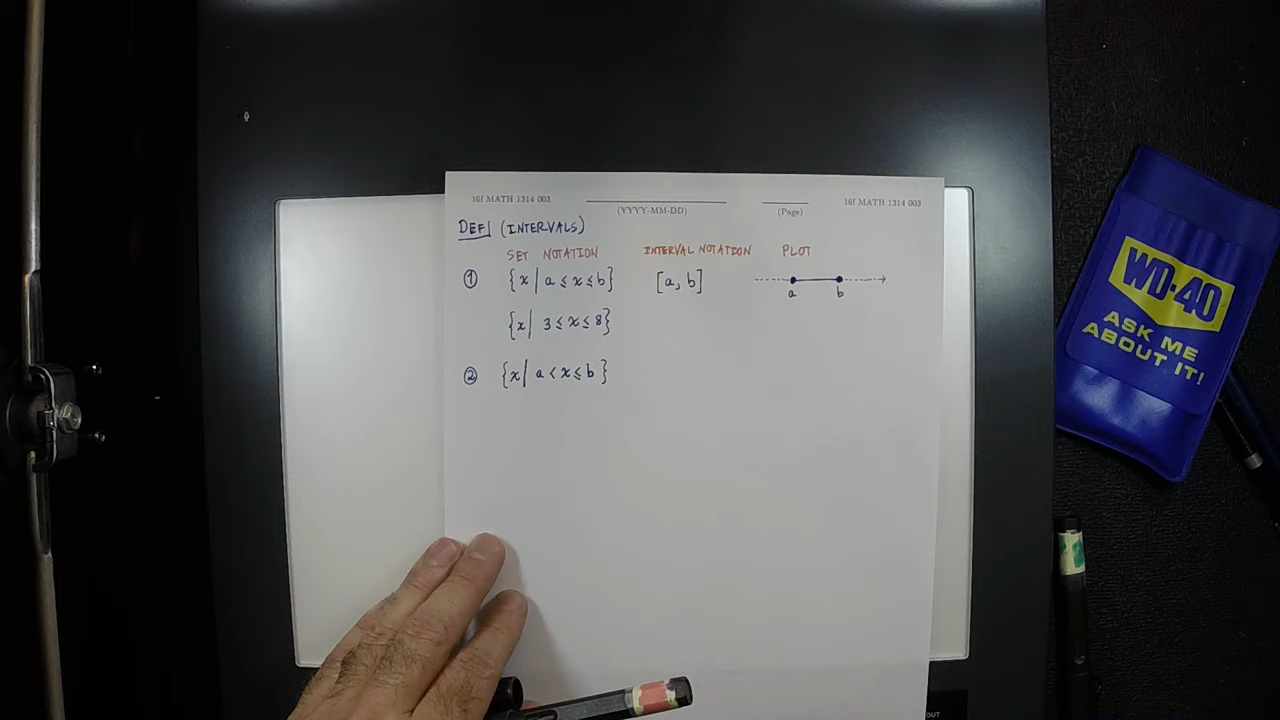 16f MATH 1314 003
(YYYY-MM-DD)
(Page)
16f MATH 1314 003
DEF (INTERVALS)
SET NOTATION INTERVAL NOTATION PLOT
① {x | a ≤ x ≤ b} [a, b]
a b
{x | 3 ≤ x ≤ 8}
② {x | a < x ≤ b}
WD-40
ASK ME
ABOUT IT!
OUT